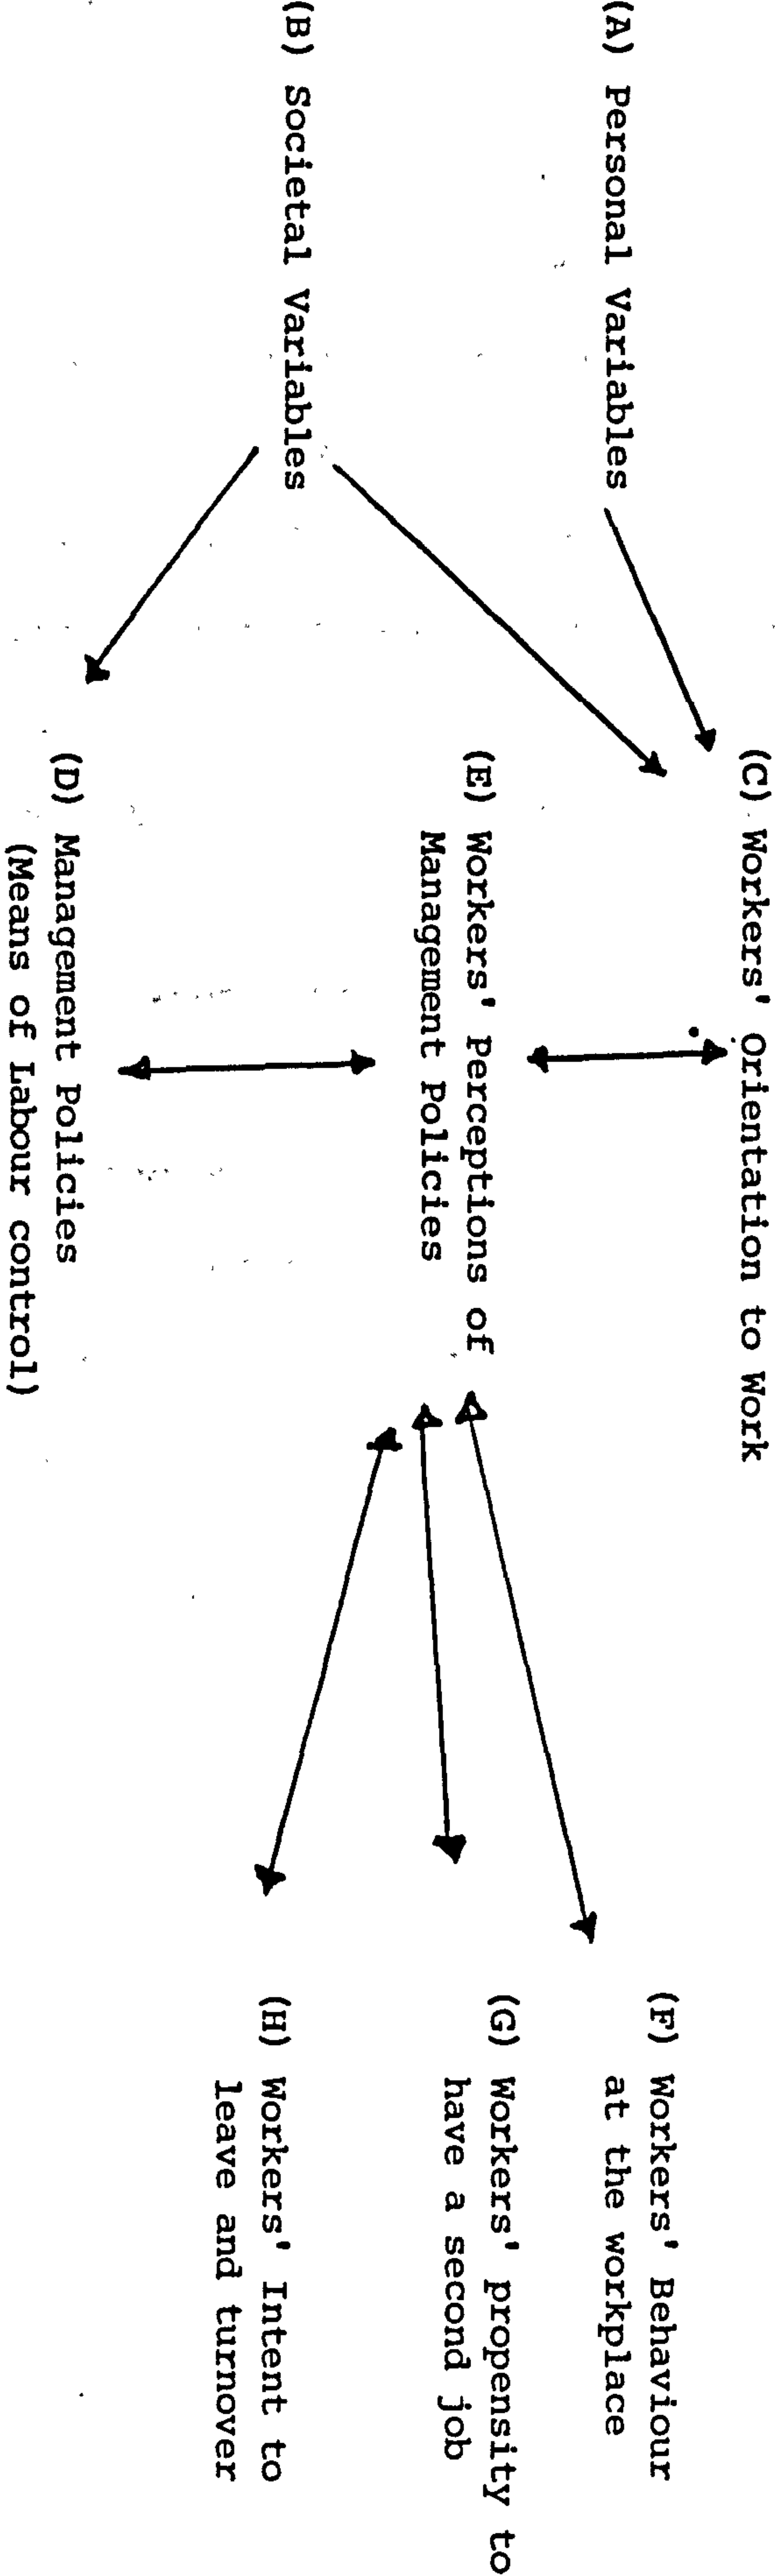 (A) Personal Variables
(B) Societal Variables
(C) Workers' Orientation to Work
(E) Workers' Perceptions of
Management Policies
(D) Management Policies
(Means of Labour control)
(F) Workers' Behaviour
at the workplace
(G) Workers' propensity to
have a second job
(H) Workers' Intent to
leave and turnover